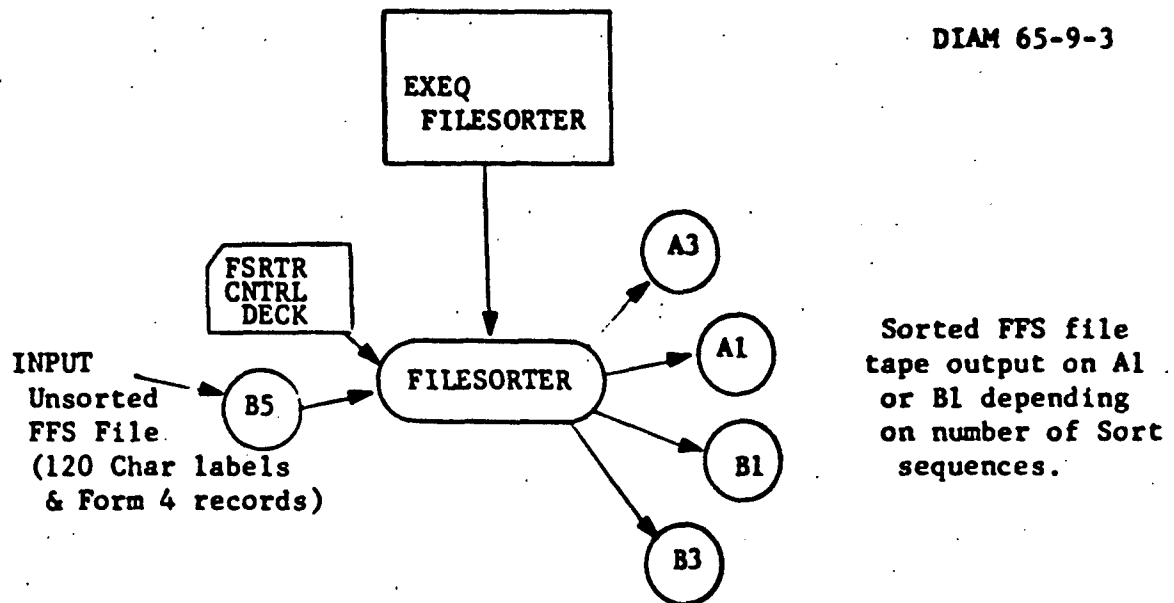 DIAM 65-9-3
EXEQ
FILESORTER
FSRTR
CNTRL
DECK
INPUT
Unsorted
FFS File
(120 Char labels
& Form 4 records)
B5
FILESORTER
A3
A1
B1
B3
Sorted FFS file
tape output on A1
or B1 depending
on number of Sort
sequences.